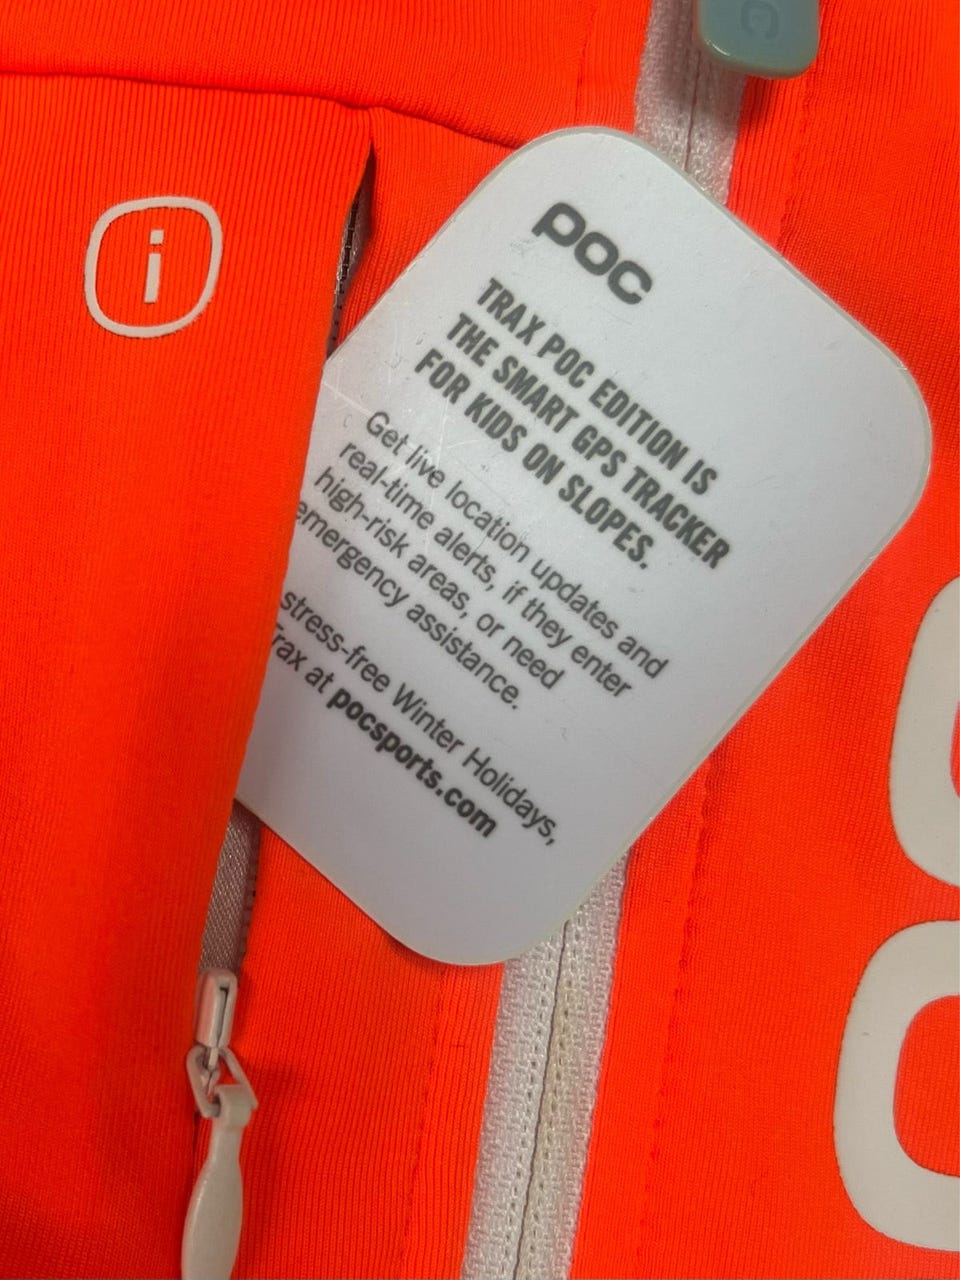 i
POC
TRAX POC EDITION IS
THE SMART GPS TRACKER
FOR KIDS ON SLOPES.
Get live location updates and
real-time alerts, if they enter
high-risk areas, or need
emergency assistance.
stress-free Winter Holidays,
Trax at pocsports.com